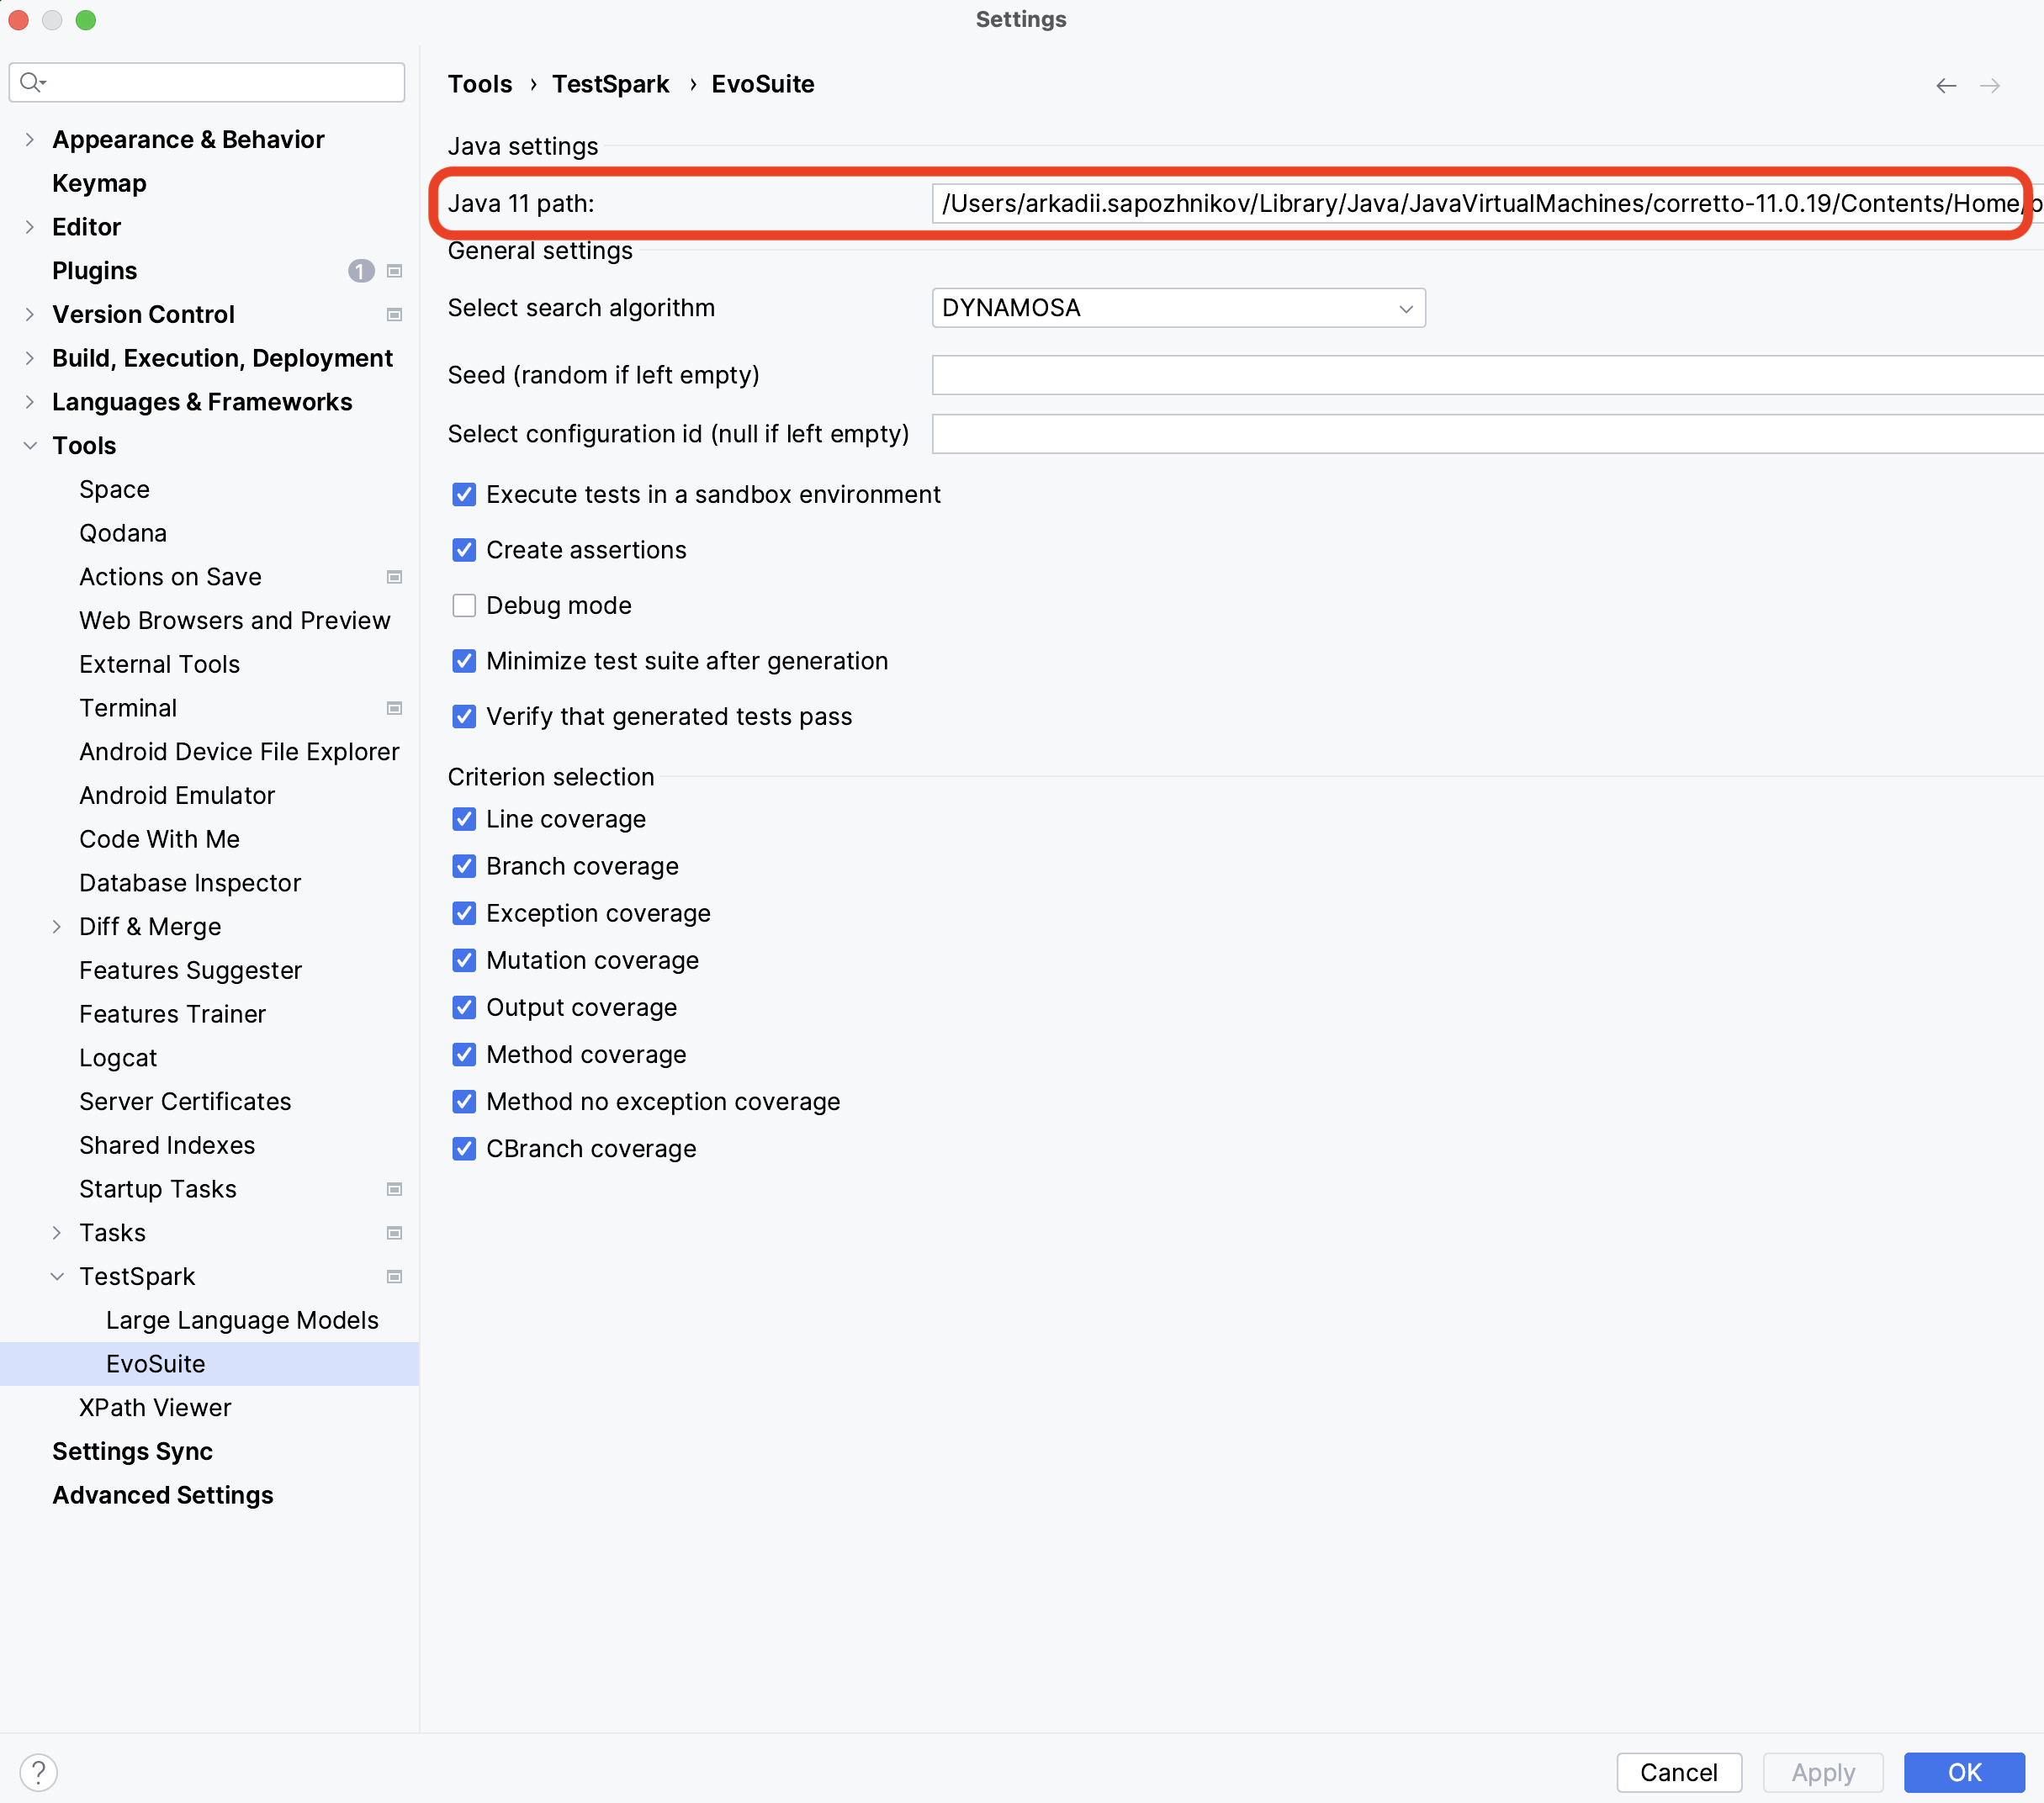 Settings
Appearance & Behavior
Keymap
Editor
Plugins 1
Version Control
Build, Execution, Deployment
Languages & Frameworks
Tools
Space
Qodana
Actions on Save
Web Browsers and Preview
External Tools
Terminal
Android Device File Explorer
Android Emulator
Code With Me
Database Inspector
Diff & Merge
Features Suggester
Features Trainer
Logcat
Server Certificates
Shared Indexes
Startup Tasks
Tasks
TestSpark
Large Language Models
EvoSuite
XPath Viewer
Settings Sync
Advanced Settings
Tools › TestSpark › EvoSuite
Java settings
Java 11 path: /Users/arkadii.sapozhnikov/Library/Java/JavaVirtualMachines/corretto-11.0.19/Contents/Home/
General settings
Select search algorithm DYNAMOSA
Seed (random if left empty)
Select configuration id (null if left empty)
Execute tests in a sandbox environment
Create assertions
Debug mode
Minimize test suite after generation
Verify that generated tests pass
Criterion selection
Line coverage
Branch coverage
Exception coverage
Mutation coverage
Output coverage
Method coverage
Method no exception coverage
CBranch coverage
?
Cancel
Apply
OK